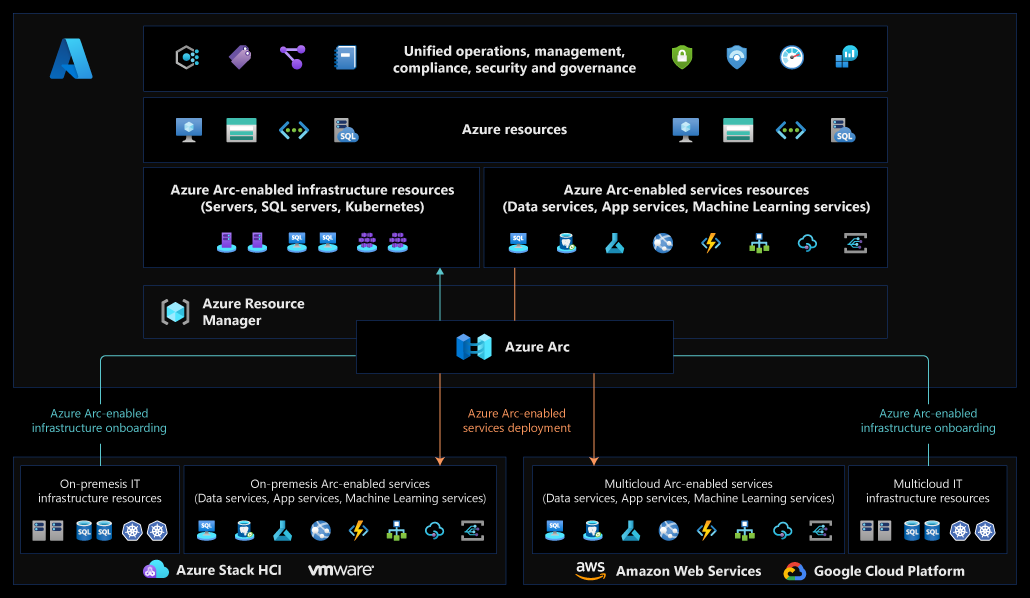 Unified operations, management,
compliance, security and governance
Azure resources
SQL
SQL
Azure Arc-enabled infrastructure resources
(Servers, SQL servers, Kubernetes)
SQL
SQL
Azure Arc-enabled services resources
(Data services, App services, Machine Learning services)
SQL
Azure Resource
Manager
Azure Arc
Azure Arc-enabled
infrastructure onboarding
Azure Arc-enabled
services deployment
Azure Arc-enabled
infrastructure onboarding
On-premesis IT
infrastructure resources
SQL
SQL
On-premesis Arc-enabled services
(Data services, App services, Machine Learning services)
SQL
Azure Stack HCI
vmware
Multicloud Arc-enabled services
(Data services, App services, Machine Learning services)
SQL
Multicloud IT
infrastructure resources
SQL
SQL
aws
Amazon Web Services
Google Cloud Platform